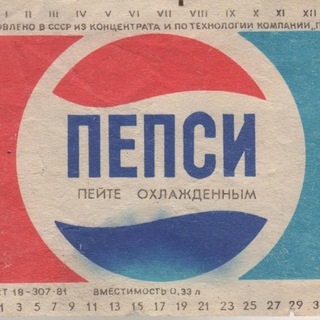 II III IV V VI VII VIII IX X XI XII
ОВЛЕНО В СССР ИЗ КОНЦЕНТРАТА И ПО ТЕХНОЛОГИИ КОМПАНИИ „П
ПЕПСИ
ПЕЙТЕ ОХЛАЖДЕННЫМ
СТ 18-307-81 ВМЕСТИМОСТЬ 0,33 л
3 5 7 9 11 13 15 17 19 21 23 25 27 29 31